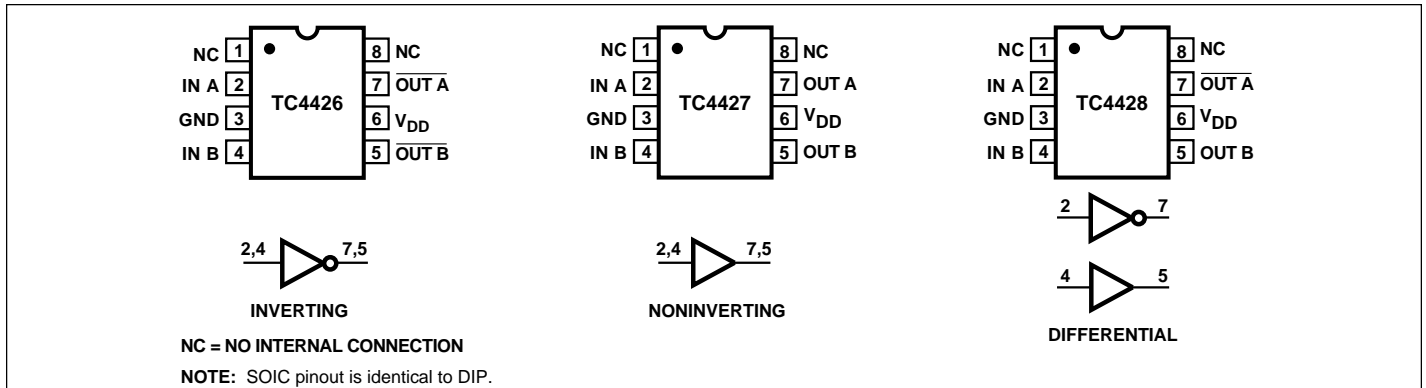 NC 1 8 NC
IN A 2 7 OUT A
TC4426
GND 3 6 VDD
IN B 4 5 OUT B
2,4 7,5
INVERTING
NC 1 8 NC
IN A 2 7 OUT A
TC4427
GND 3 6 VDD
IN B 4 5 OUT B
2,4 7,5
NONINVERTING
NC 1 8 NC
IN A 2 7 OUT A
TC4428
GND 3 6 VDD
IN B 4 5 OUT B
2 7
4 5
DIFFERENTIAL
NC = NO INTERNAL CONNECTION
NOTE: SOIC pinout is identical to DIP.